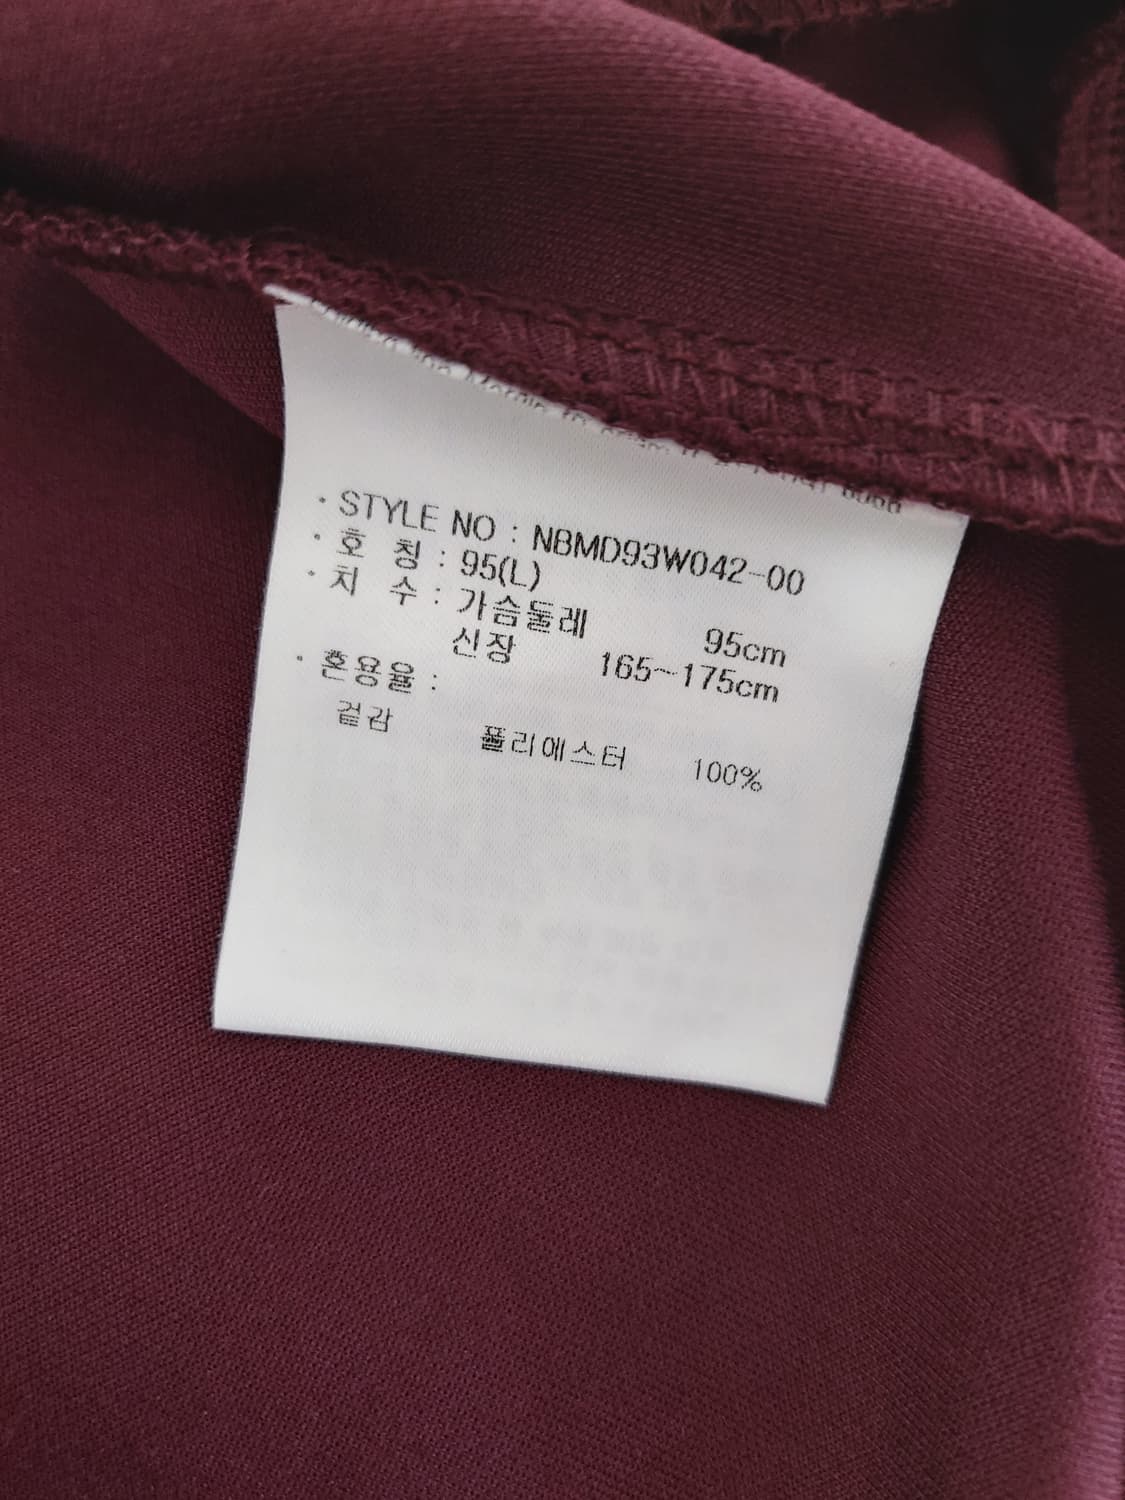 · STYLE NO : NBMD93W042-00
· 호 칭 : 95(L)
· 치 수 : 가슴둘레 95cm
신장 165~175cm
· 혼용율 :
겉감 폴리에스터 100%